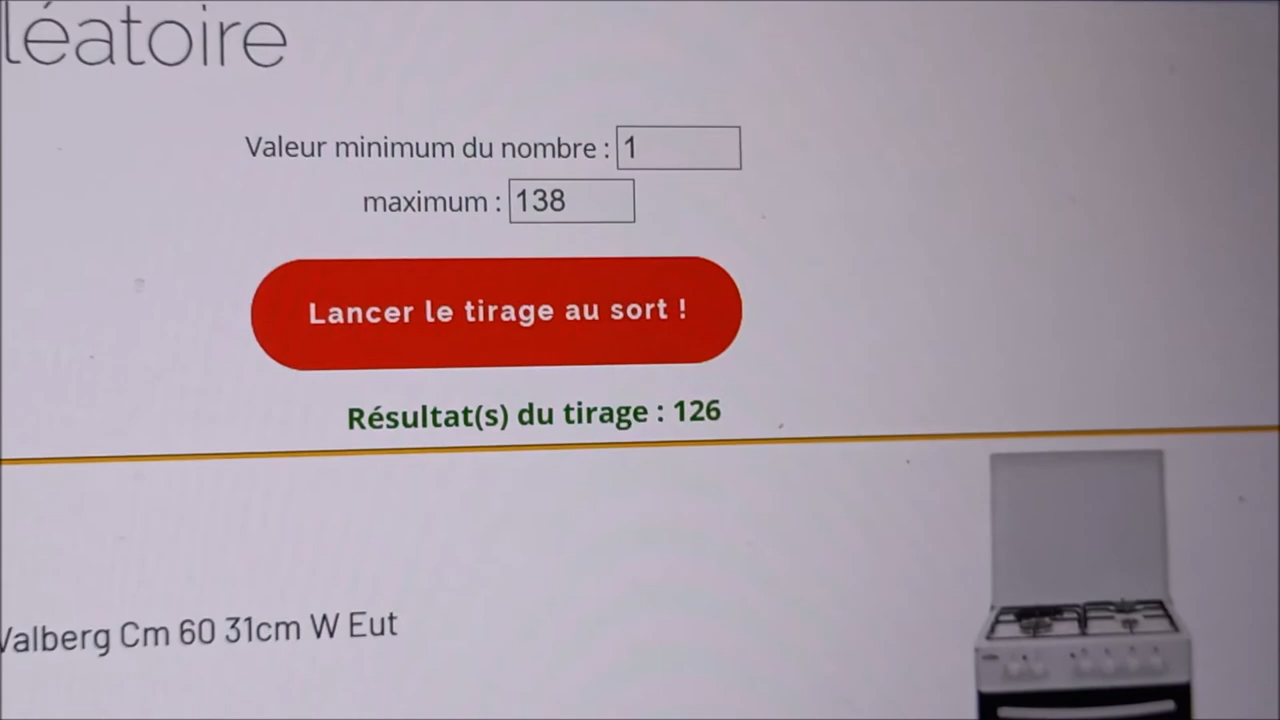 léatoire
Valeur minimum du nombre : 1
maximum : 138
Lancer le tirage au sort !
Résultat(s) du tirage : 126
Valberg Cm 60 31cm W Eut